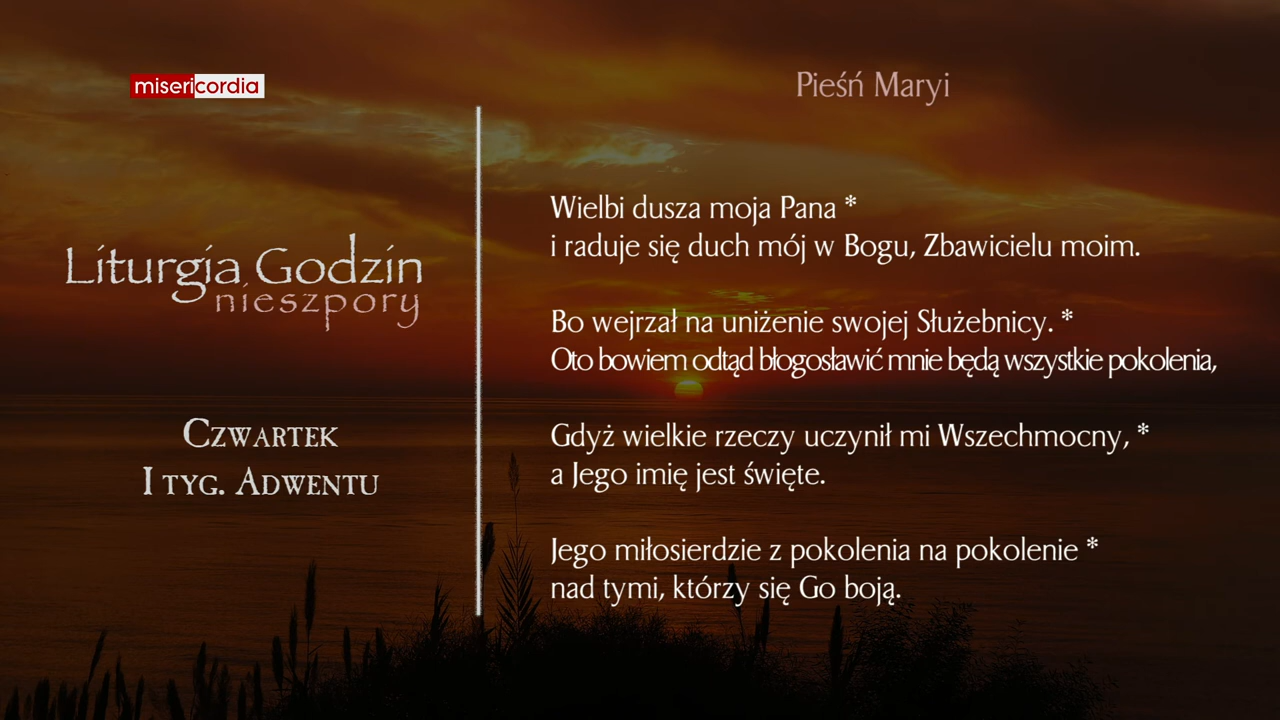 misericordia
Liturgia Godzin
nieszpory
Czwartek
I tyg. Adwentu
Pieśń Maryi
Wielbi dusza moja Pana *
i raduje się duch mój w Bogu, Zbawicielu moim.
Bo wejrzał na uniżenie swojej Służebnicy. *
Oto bowiem odtąd błogosławić mnie będą wszystkie pokolenia,
Gdyż wielkie rzeczy uczynił mi Wszechmocny, *
a Jego imię jest święte.
Jego miłosierdzie z pokolenia na pokolenie *
nad tymi, którzy się Go boją.